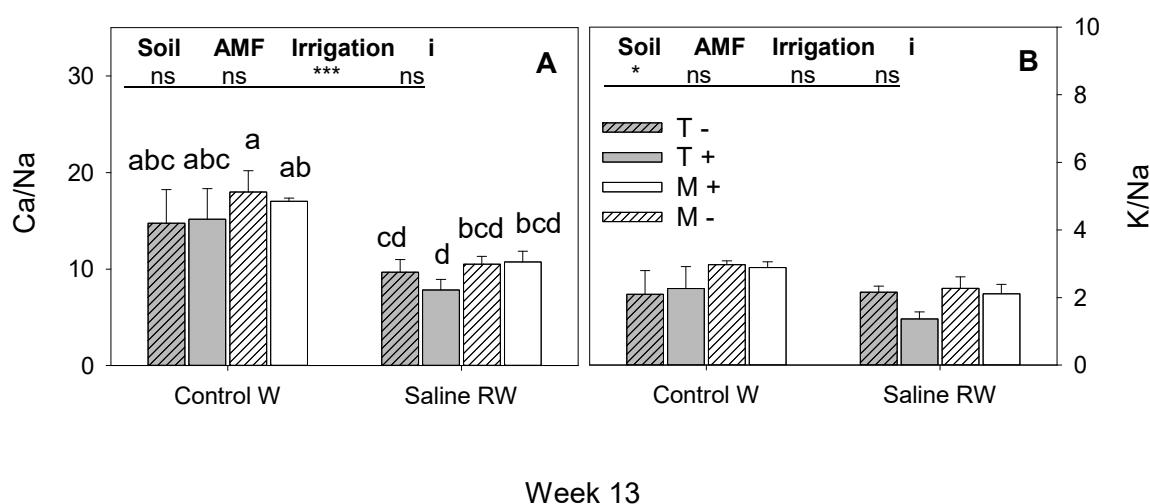 Soil AMF Irrigation i
ns ns *** ns
A
Ca/Na
30
20
10
0
abc abc a ab
cd d bcd bcd
Control W Saline RW
Soil AMF Irrigation i
* ns ns ns
B
T -
T +
M +
M -
K/Na
10
8
6
4
2
0
Control W Saline RW
Week 13